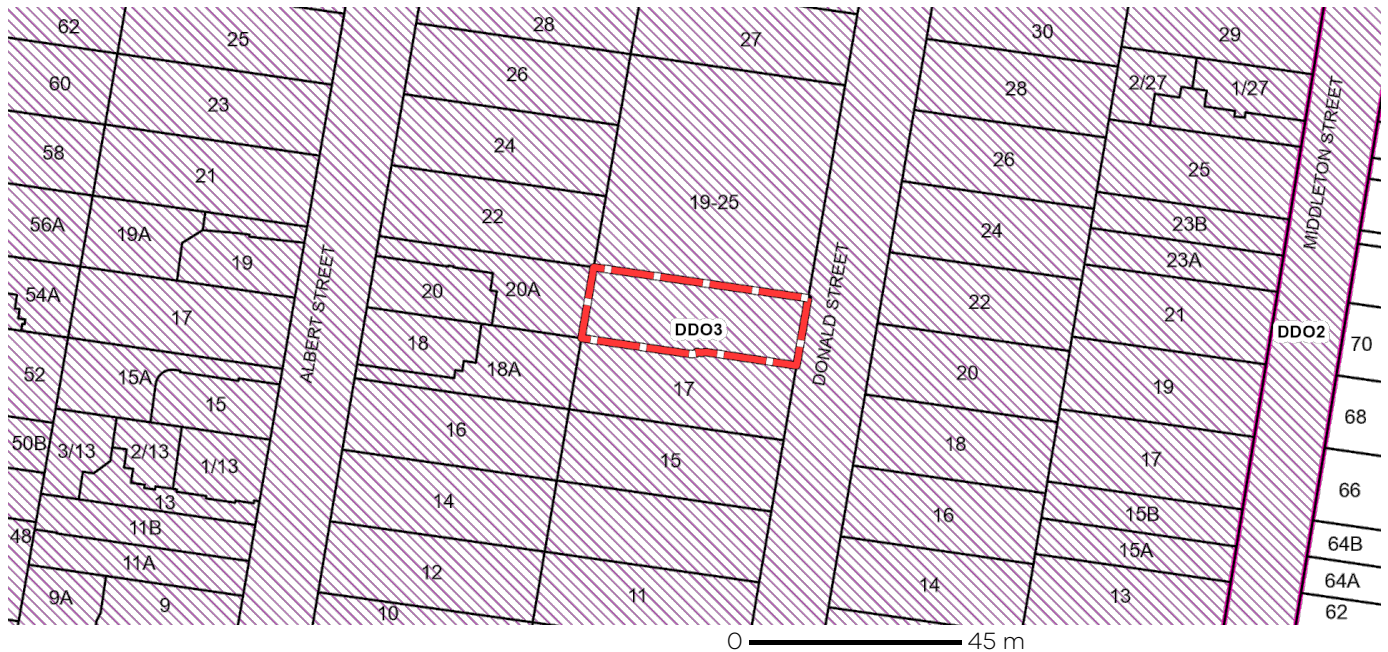 62
25
28
27
30
29
60
23
26
28
2/27
1/27
MIDDLETON STREET
58
21
24
26
25
56A
19A
19
22
19-25
24
23B
23A
54A
17
ALBERT STREET
20
20A
DONALD STREET
22
21
DDO3
DDO2
52
15A
15
18
18A
17
20
19
70
68
50B
3/13
2/13
1/13
13
16
15
18
17
66
48
11B
11A
14
16
15B
15A
64B
64A
9A
9
12
10
11
14
13
62
0
45 m